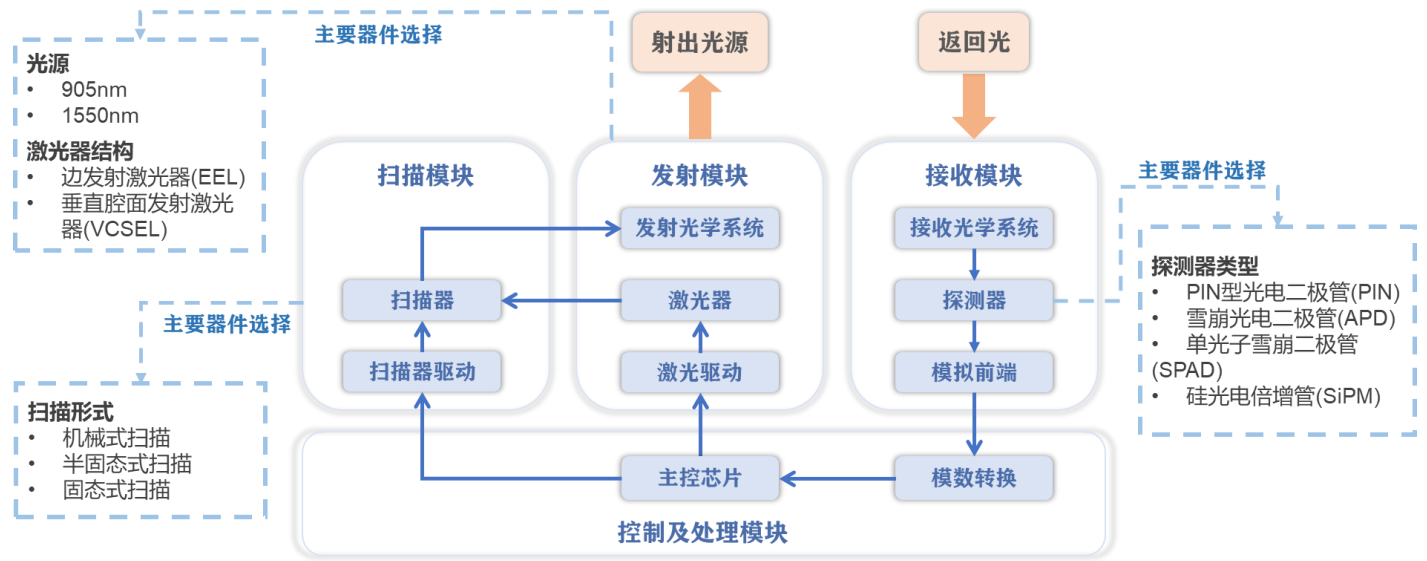 主要器件选择
射出光源
返回光
光源
• 905nm
• 1550nm
激光器结构
• 边发射激光器(EEL)
• 垂直腔面发射激光
器(VCSEL)
扫描模块
发射模块
接收模块
主要器件选择
发射光学系统
接收光学系统
扫描器
激光器
探测器
探测器类型
• PIN型光电二极管(PIN)
• 雪崩光电二极管(APD)
• 单光子雪崩二极管
(SPAD)
• 硅光电倍增管(SiPM)
主要器件选择
扫描器驱动
激光驱动
模拟前端
扫描形式
• 机械式扫描
• 半固态式扫描
• 固态式扫描
主控芯片
模数转换
控制及处理模块